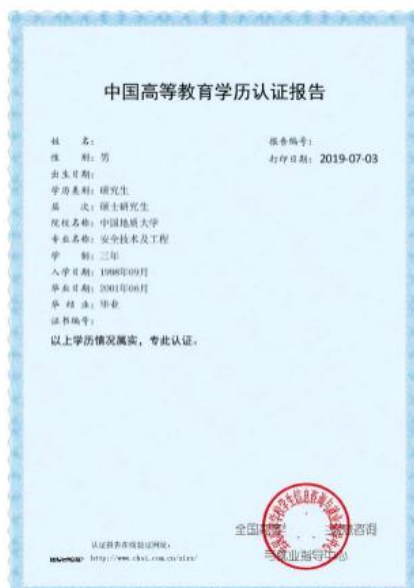 中国高等教育学历认证报告
姓 名：
报告编号：
性 别：男
打印日期：2019-07-03
出生日期：
学历类别：研究生
层 次：硕士研究生
院校名称：中国地质大学
专业名称：安全技术及工程
学 制：三年
入学日期：1998年09月
毕业日期：2001年06月
毕 结 业：毕业
证书编号：
以上学历情况属实，专此认证。
全国高 咨询
与就业指导中心
认证报告在线验证网址：
http://www.chsi.com.cn/xlrz/